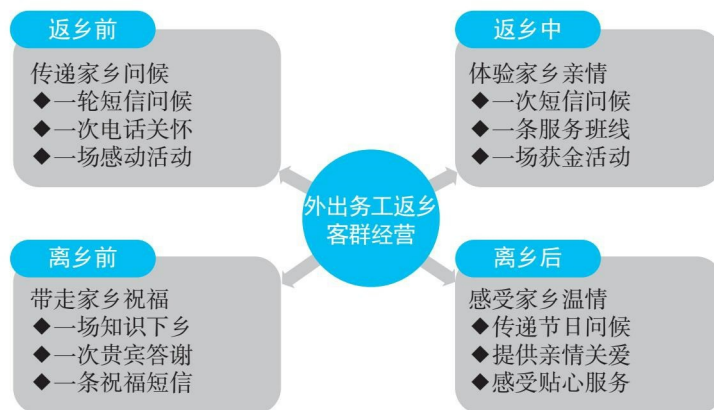 返乡前
传递家乡问候
◆一轮短信问候
◆一次电话关怀
◆一场感动活动
返乡中
体验家乡亲情
◆一次短信问候
◆一条服务班线
◆一场获金活动
外出务工返乡
客群经营
离乡前
带走家乡祝福
◆一场知识下乡
◆一次贵宾答谢
◆一条祝福短信
离乡后
感受家乡温情
◆传递节日问候
◆提供亲情关爱
◆感受贴心服务